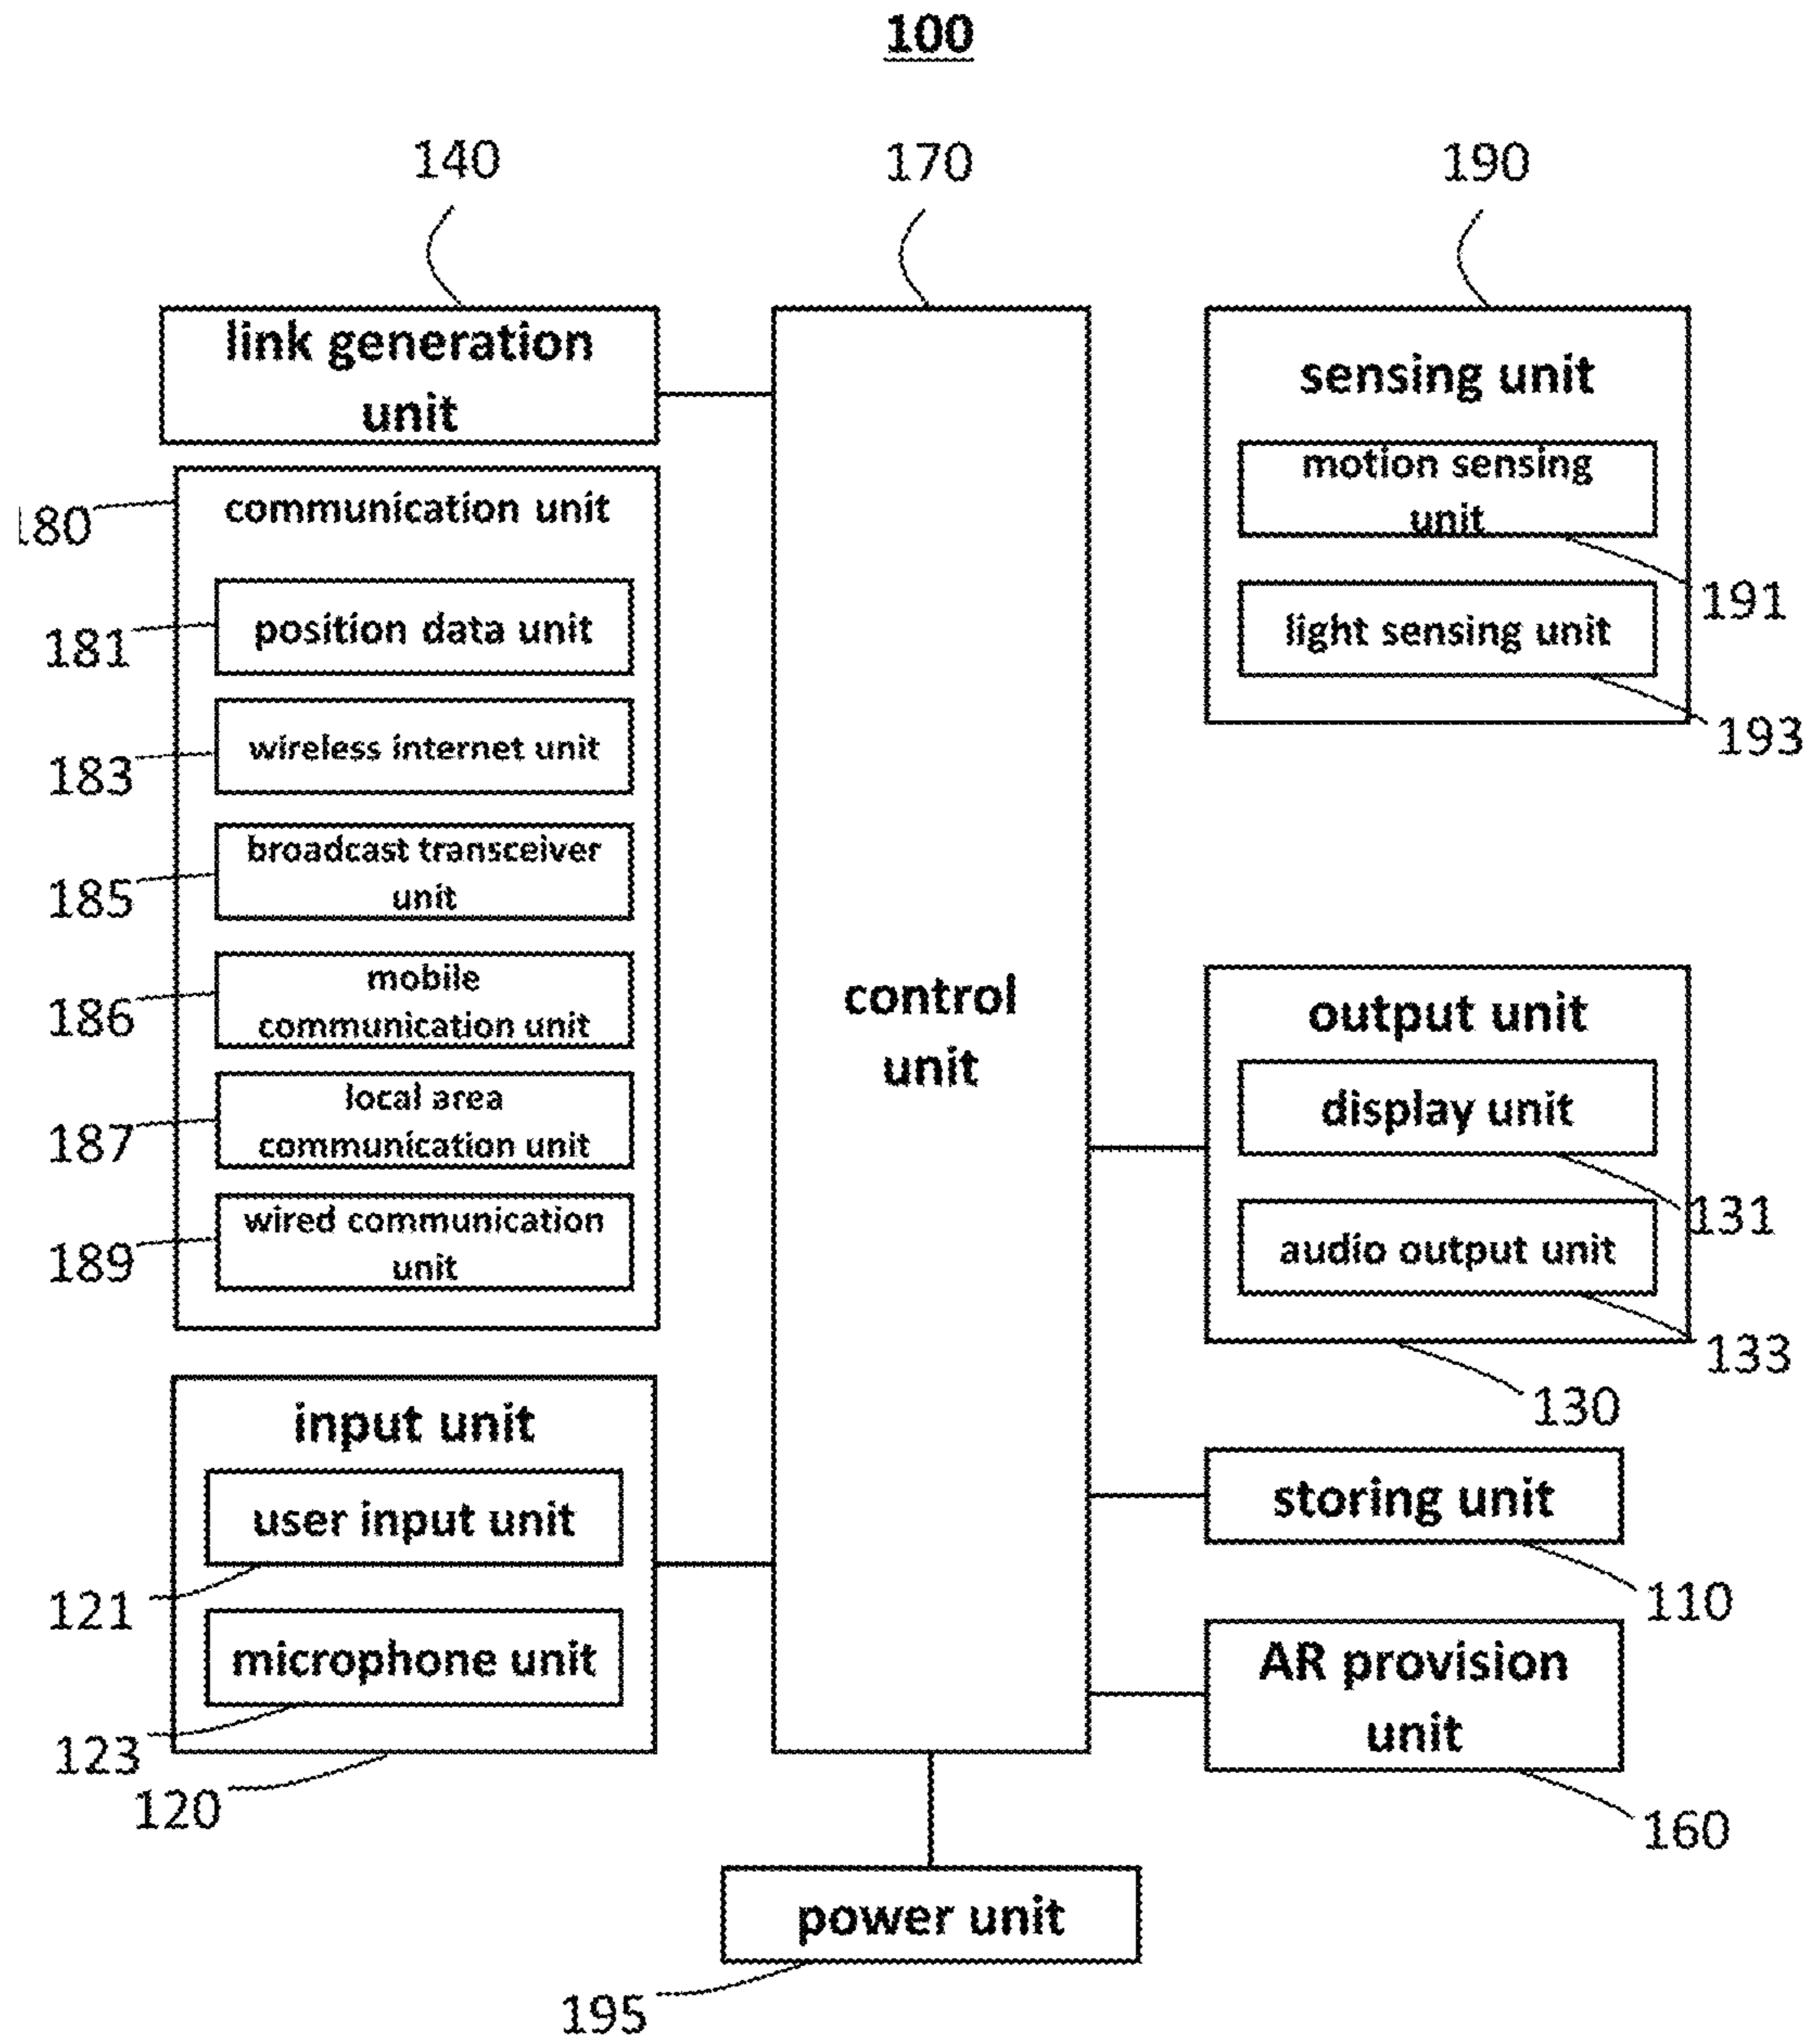 100
140
170
190
link generation
unit
180
communication unit
181
position data unit
183
wireless internet unit
185
broadcast transceiver
unit
186
mobile
communication unit
187
local area
communication unit
189
wired communication
unit
input unit
user input unit
121
microphone unit
123
120
control
unit
sensing unit
motion sensing
unit
191
light sensing unit
193
output unit
display unit
131
audio output unit
133
130
storing unit
110
AR provision
unit
160
power unit
195